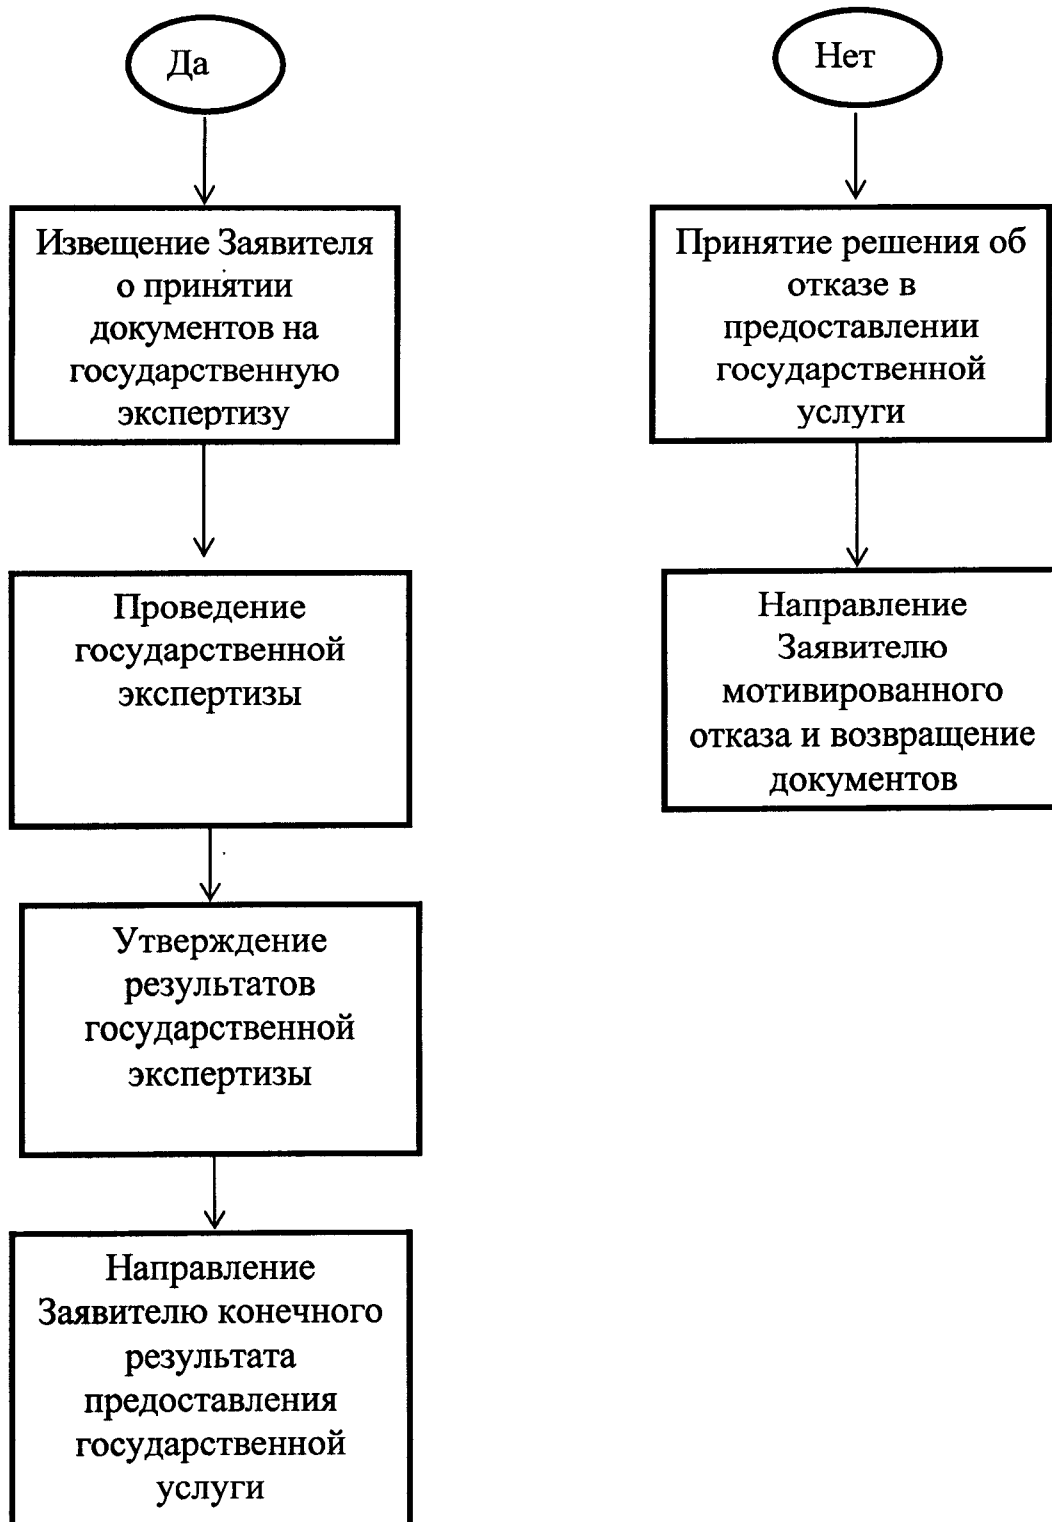 Да
Извещение Заявителя
о принятии
документов на
государственную
экспертизу
Проведение
государственной
экспертизы
Утверждение
результатов
государственной
экспертизы
Направление
Заявителю конечного
результата
предоставления
государственной
услуги
Нет
Принятие решения об
отказе в
предоставлении
государственной
услуги
Направление
Заявителю
мотивированного
отказа и возвращение
документов